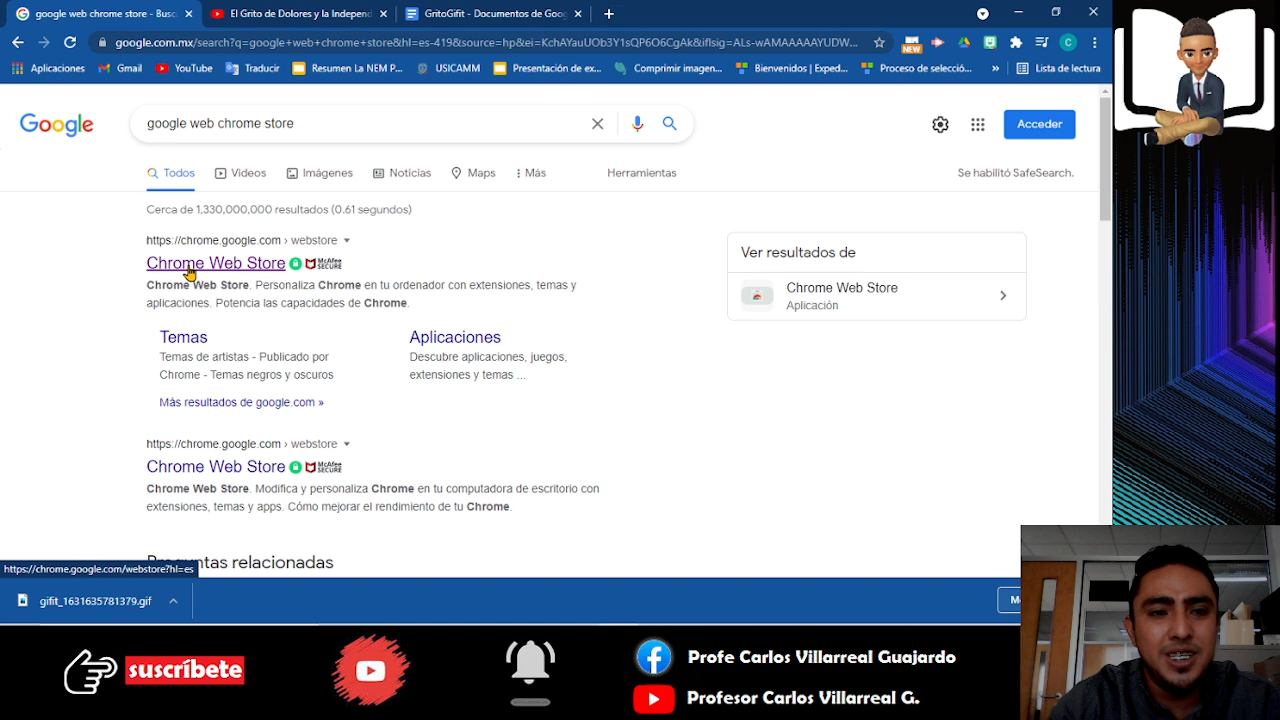 google web chrome store - Busc
El Grito de Dolores y la Independ
GritoGifit - Documentos de Goog
google.com.mx/search?q=google+web+chrome+store&hl=es-419&source=hp&ei=KchAYauUOb3Y1sQP6O6CgAk&iflsig=ALs-wAMAAAAAYUDW...
NEW
C
Aplicaciones
Gmail
YouTube
Traducir
Resumen La NEM P...
USICAMM
Presentación de ex...
Comprimir imagen...
Bienvenidos | Exped...
Proceso de selecció...
»
Lista de lectura
Google
google web chrome store
Acceder
Todos
Videos
Imágenes
Noticias
Maps
Más
Herramientas
Se habilitó SafeSearch.
Cerca de 1,330,000,000 resultados (0.61 segundos)
https://chrome.google.com › webstore
Chrome Web Store
McAfee SECURE
Chrome Web Store. Personaliza Chrome en tu ordenador con extensiones, temas y
aplicaciones. Potencia las capacidades de Chrome.
Temas
Temas de artistas - Publicado por
Chrome - Temas negros y oscuros
Aplicaciones
Descubre aplicaciones, juegos,
extensiones y temas ...
Más resultados de google.com »
Ver resultados de
Chrome Web Store
Aplicación
https://chrome.google.com › webstore
Chrome Web Store
McAfee SECURE
Chrome Web Store. Modifica y personaliza Chrome en tu computadora de escritorio con
extensiones, temas y apps. Cómo mejorar el rendimiento de tu Chrome.
Preguntas relacionadas
https://chrome.google.com/webstore?hl=es
gifit_1631635781379.gif
suscríbete
Profe Carlos Villarreal Guajardo
Profesor Carlos Villarreal G.